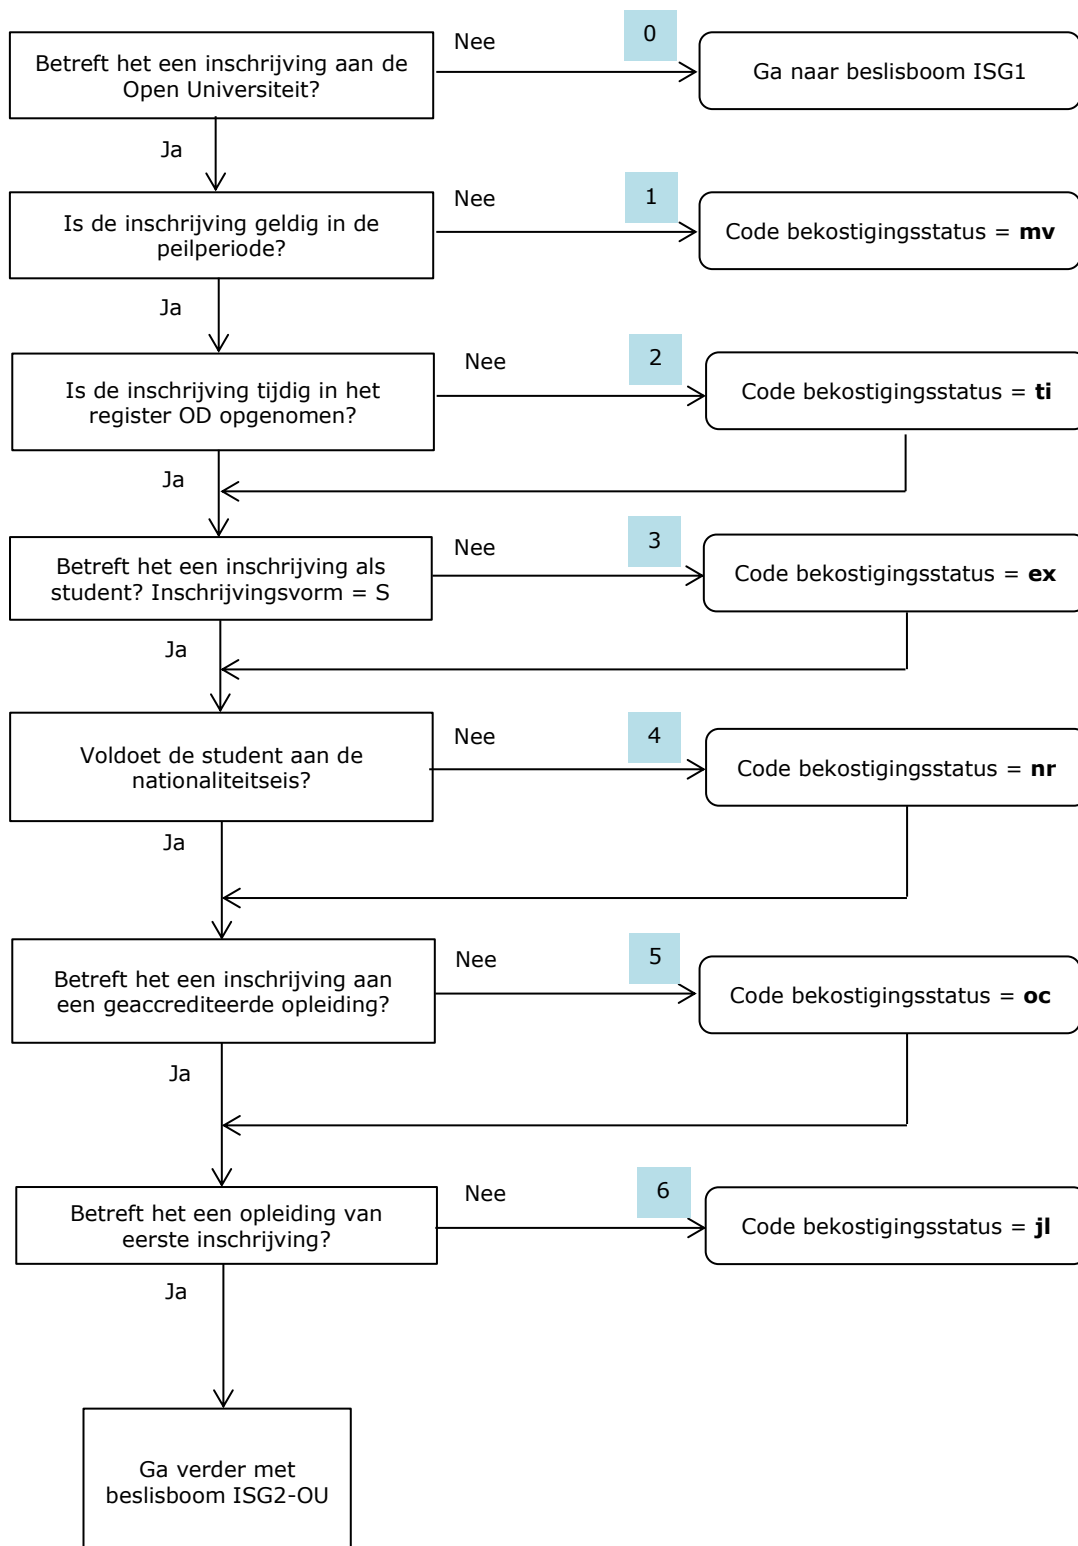 Betreft het een inschrijving aan de
Open Universiteit?
Nee
0
Ga naar beslisboom ISG1
Ja
Is de inschrijving geldig in de
peilperiode?
Nee
1
Code bekostigingsstatus = mv
Ja
Is de inschrijving tijdig in het
register OD opgenomen?
Nee
2
Code bekostigingsstatus = ti
Ja
Betreft het een inschrijving als
student? Inschrijvingsvorm = S
Nee
3
Code bekostigingsstatus = ex
Ja
Voldoet de student aan de
nationaliteitseis?
Nee
4
Code bekostigingsstatus = nr
Ja
Betreft het een inschrijving aan
een geaccrediteerde opleiding?
Nee
5
Code bekostigingsstatus = oc
Ja
Betreft het een opleiding van
eerste inschrijving?
Nee
6
Code bekostigingsstatus = jl
Ja
Ga verder met
beslisboom ISG2-OU